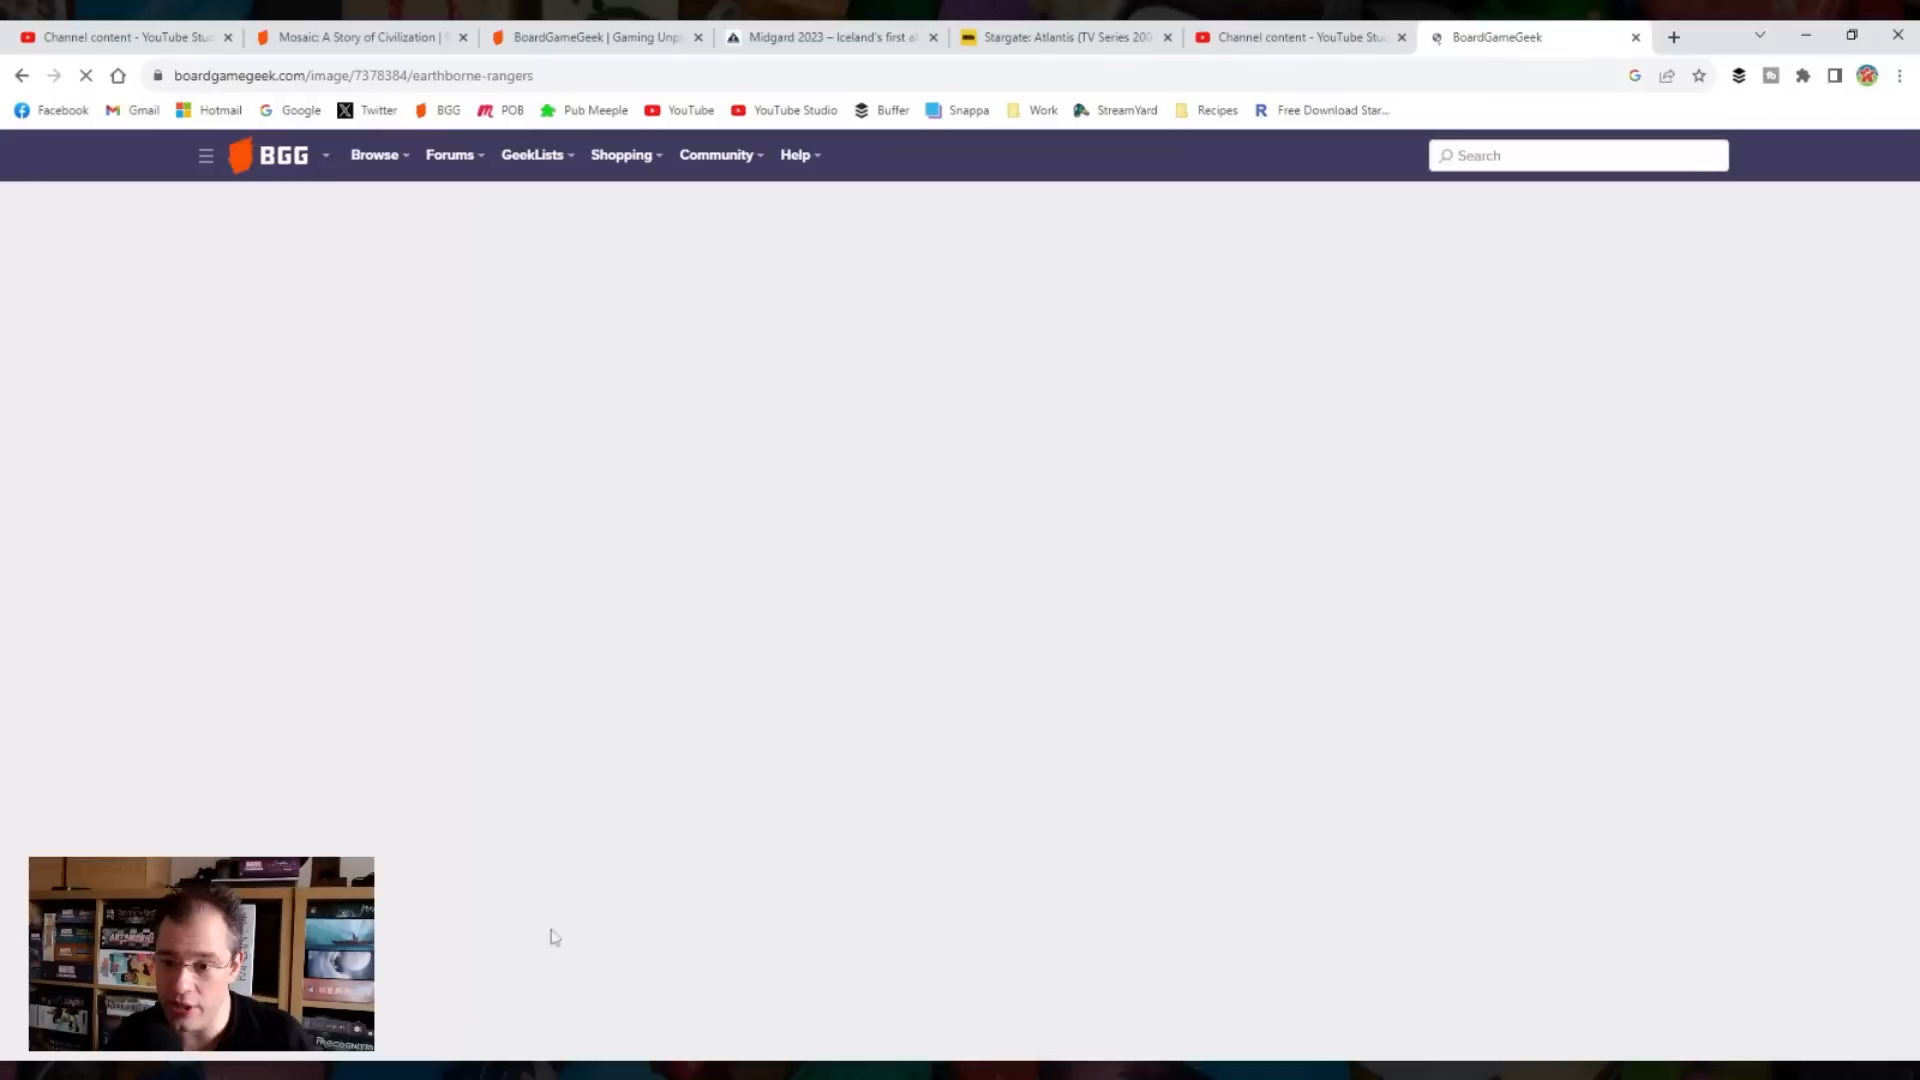 Channel content - YouTube Stu
Mosaic: A Story of Civilization |
BoardGameGeek | Gaming Unp
Midgard 2023 – Iceland's first a
Stargate: Atlantis (TV Series 200
Channel content - YouTube Stu
BoardGameGeek
boardgamegeek.com/image/7378384/earthborne-rangers
Facebook
Gmail
Hotmail
Google
Twitter
BGG
POB
Pub Meeple
YouTube
YouTube Studio
Buffer
Snappa
Work
StreamYard
Recipes
Free Download Star...
BGG
Browse
Forums
GeekLists
Shopping
Community
Help
Search